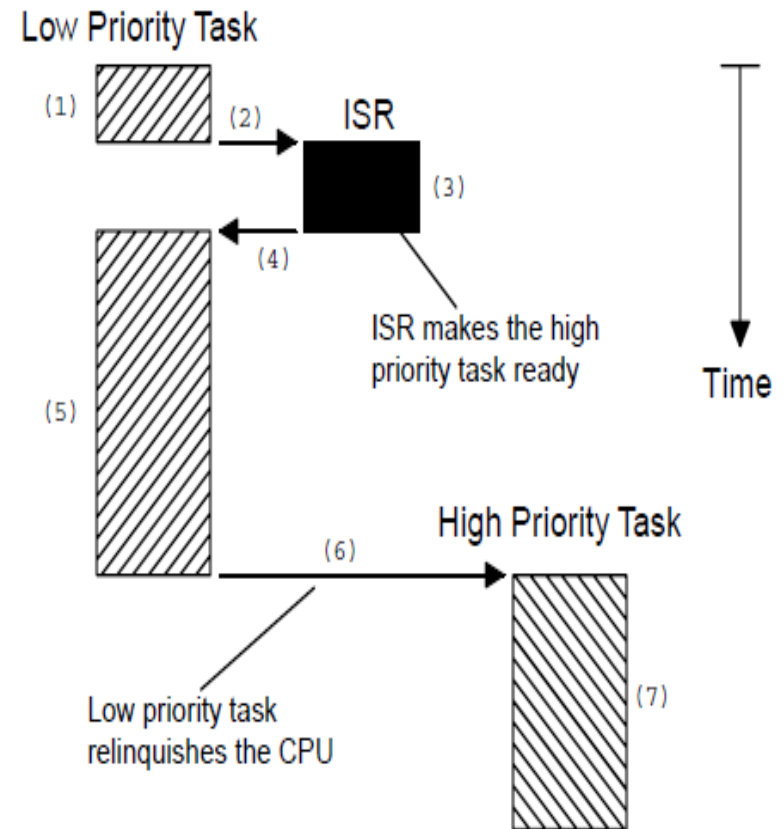 Low Priority Task
(1)
(2)
ISR
(3)
(4)
ISR makes the high
priority task ready
Time
(5)
High Priority Task
(6)
Low priority task
relinquishes the CPU
(7)